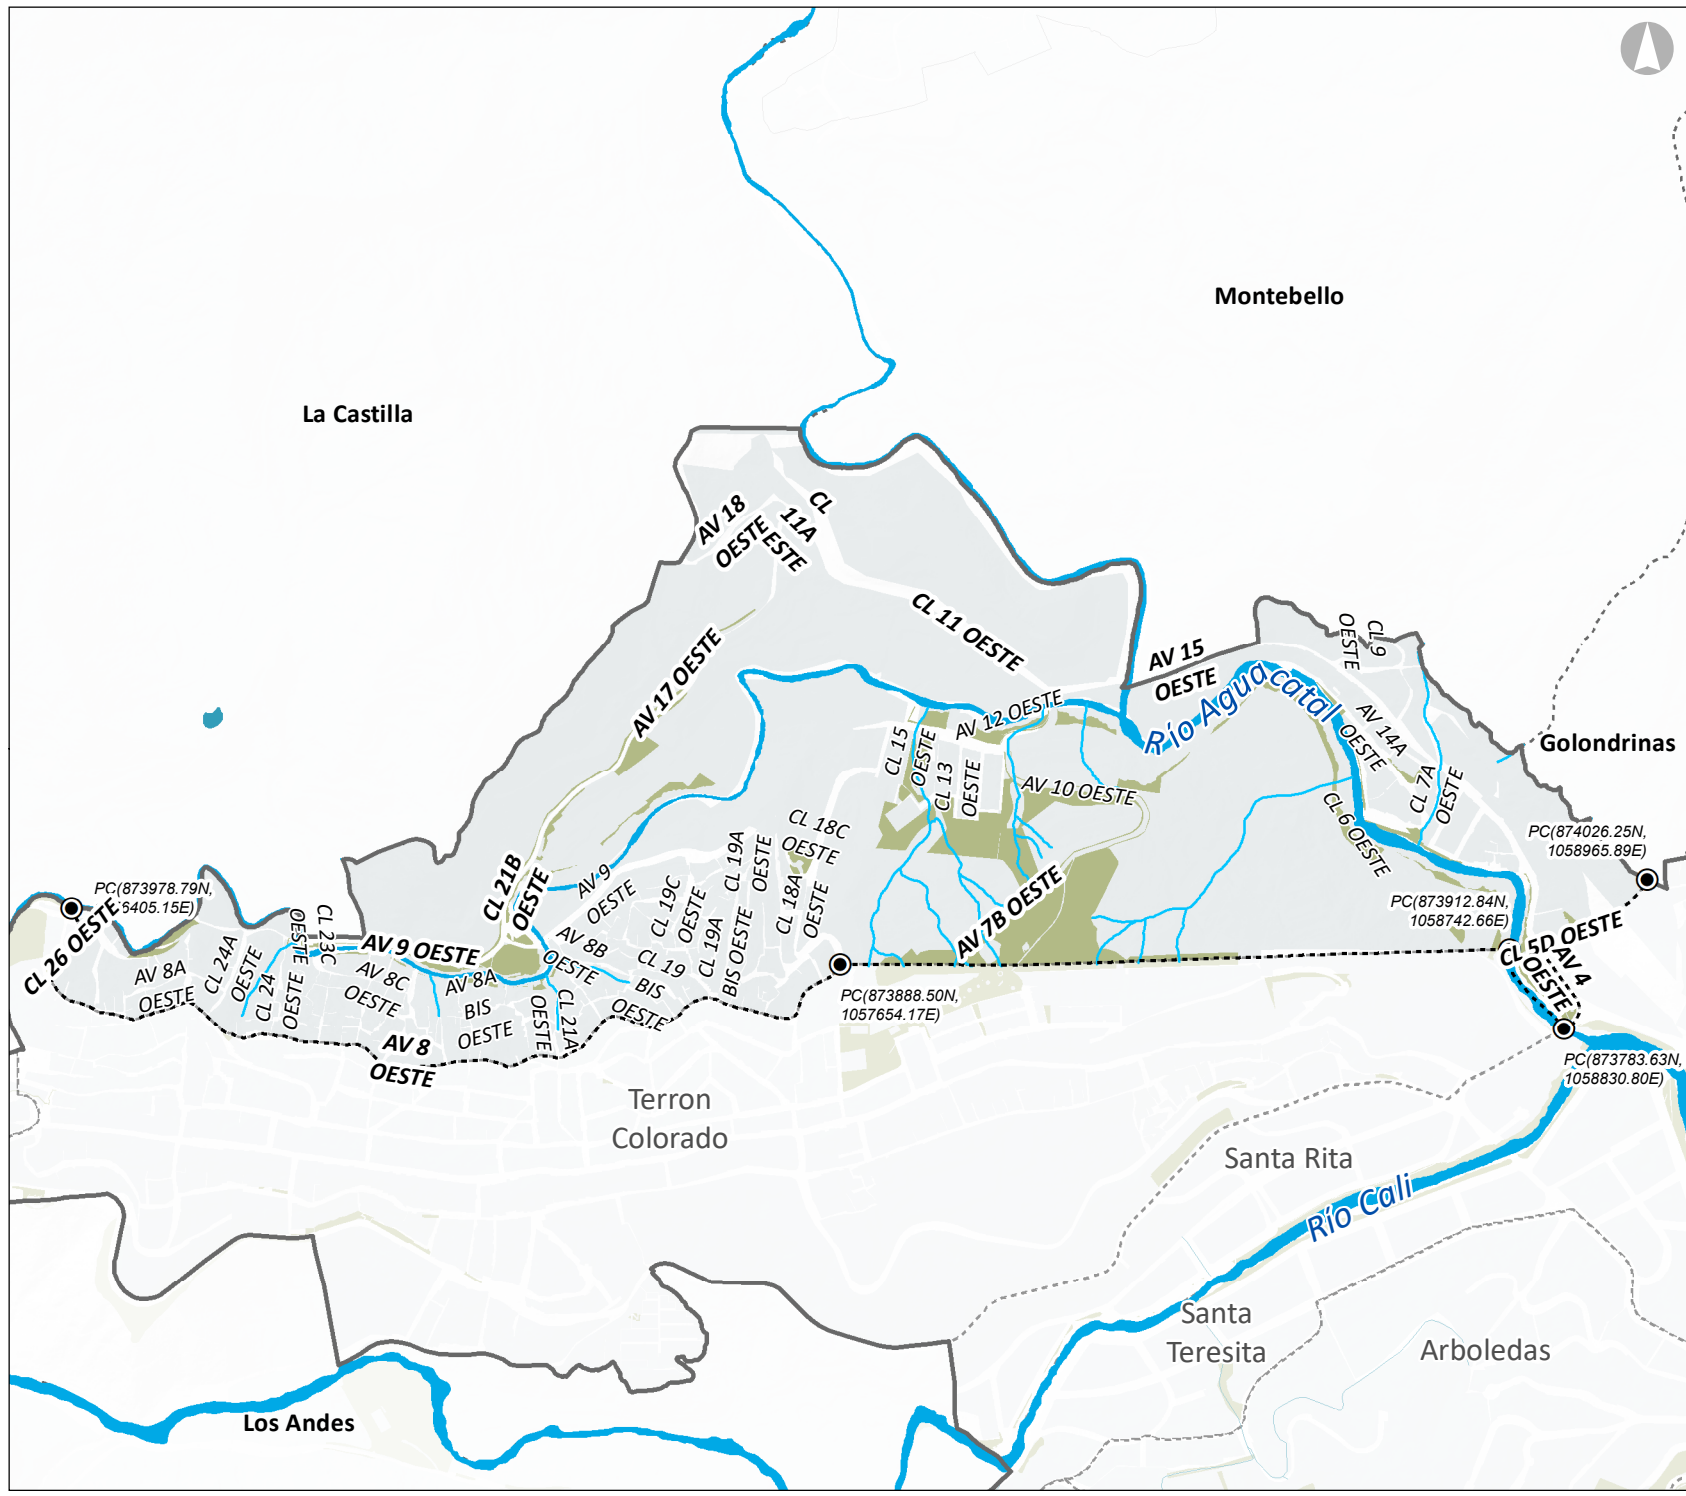 Montebello
La Castilla
Golondrinas
CL
11A
ESTE
AV 18
OESTE
CL 11 OESTE
AV 17 OESTE
AV 15
OESTE
Río Aguacatal
CL 9
OESTE
AV 14A
OESTE
CL 7A
OESTE
CL 6 OESTE
AV 12 OESTE
CL 15
OESTE
CL 13
OESTE
AV 10 OESTE
CL 18C
OESTE
CL 18A
OESTE
CL 19A
OESTE
CL 19C
OESTE
CL 19A
BIS OESTE
CL 19
BIS
OESTE
AV 9
OESTE
CL 21B
OESTE
AV 8B
OESTE
AV 9 OESTE
AV 8A
BIS
OESTE
CL 21A
OESTE
AV 8C
OESTE
CL 23C
OESTE
CL 24
OESTE
CL 24A
OESTE
AV 8A
OESTE
CL 26 OESTE
AV 8
OESTE
AV 7B OESTE
CL 5D OESTE
AV 4
OESTE
PC(873978.79N,
6405.15E)
PC(873888.50N,
1057654.17E)
PC(874026.25N,
1058965.89E)
PC(873912.84N,
1058742.66E)
PC(873783.63N,
1058830.80E)
Terron
Colorado
Santa Rita
Río Cali
Santa
Teresita
Arboledas
Los Andes